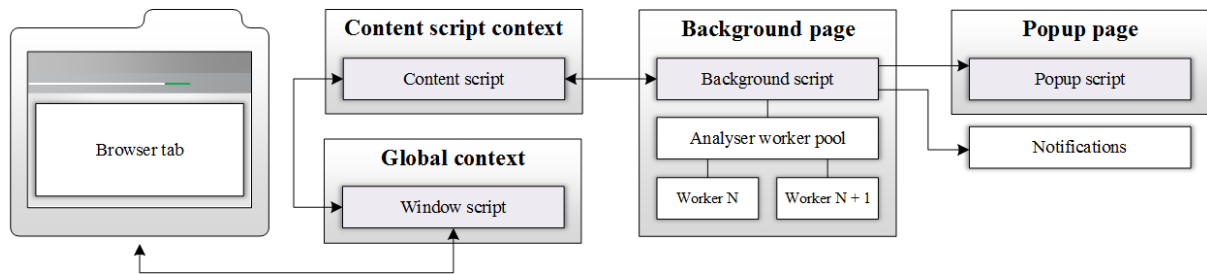 Content script context
Background page
Popup page
Content script
Background script
Popup script
Browser tab
Analyser worker pool
Notifications
Global context
Worker N
Worker N + 1
Window script